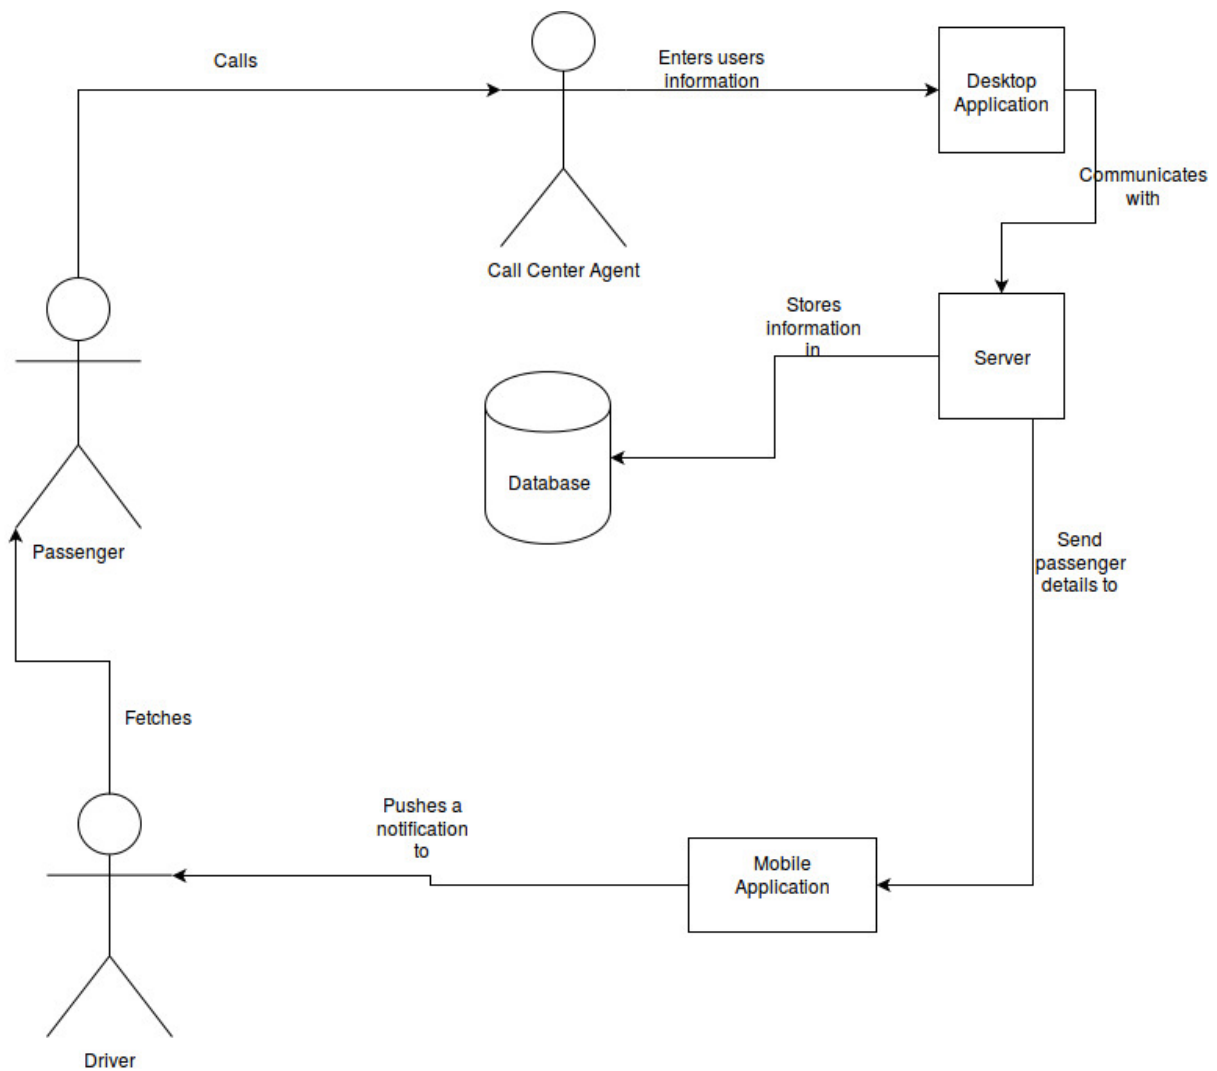 Calls
Enters users
information
Desktop
Application
Communicates
with
Call Center Agent
Stores
information
in
Server
Database
Passenger
Send
passenger
details to
Fetches
Pushes a
notification
to
Mobile
Application
Driver